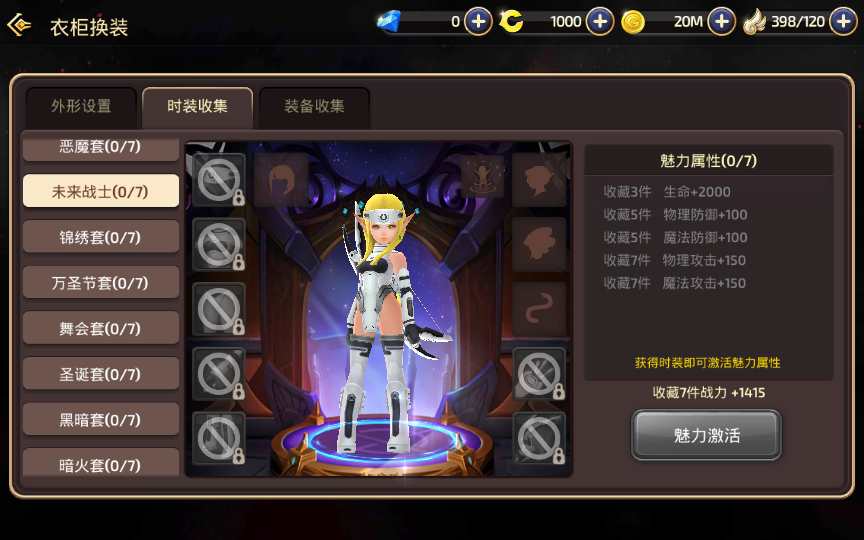 衣柜换装
0
1000
20M
398/120
外形设置
时装收集
装备收集
恶魔套(0/7)
未来战士(0/7)
锦绣套(0/7)
万圣节套(0/7)
舞会套(0/7)
圣诞套(0/7)
黑暗套(0/7)
暗火套(0/7)
魅力属性(0/7)
收藏3件 生命+2000
收藏5件 物理防御+100
收藏5件 魔法防御+100
收藏7件 物理攻击+150
收藏7件 魔法攻击+150
获得时装即可激活魅力属性
收藏7件战力 +1415
魅力激活